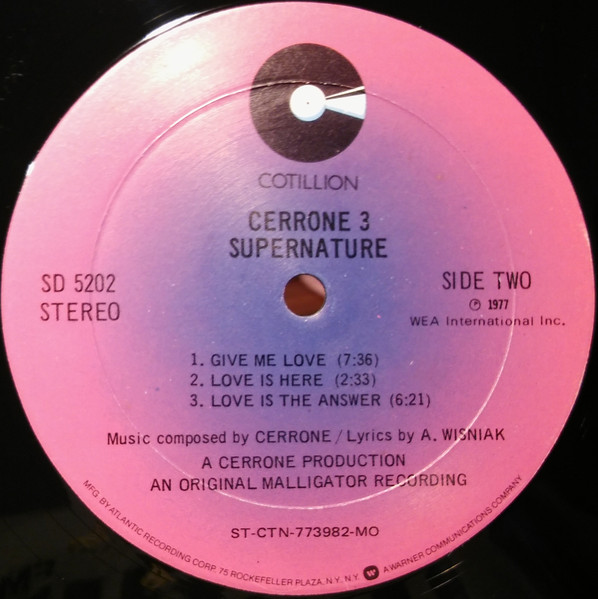 COTILLION
CERRONE 3
SUPERNATURE
SD 5202
STEREO
SIDE TWO
℗ 1977
WEA International Inc.
1. GIVE ME LOVE (7:36)
2. LOVE IS HERE (2:33)
3. LOVE IS THE ANSWER (6:21)
Music composed by CERRONE/Lyrics by A. WISNIAK
A CERRONE PRODUCTION
AN ORIGINAL MALLIGATOR RECORDING
ST-CTN-773982-MO
MFG. BY ATLANTIC RECORDING CORP. 75 ROCKEFELLER PLAZA, N.Y. N.Y. A WARNER COMMUNICATIONS COMPANY